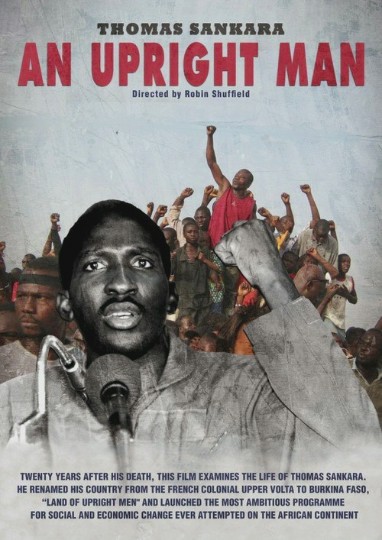 THOMAS SANKARA
AN UPRIGHT MAN
Directed by Robin Shuffield
TWENTY YEARS AFTER HIS DEATH, THIS FILM EXAMINES THE LIFE OF THOMAS SANKARA.
HE RENAMED HIS COUNTRY FROM THE FRENCH COLONIAL UPPER VOLTA TO BURKINA FASO,
"LAND OF UPRIGHT MEN" AND LAUNCHED THE MOST AMBITIOUS PROGRAMME
FOR SOCIAL AND ECONOMIC CHANGE EVER ATTEMPTED ON THE AFRICAN CONTINENT